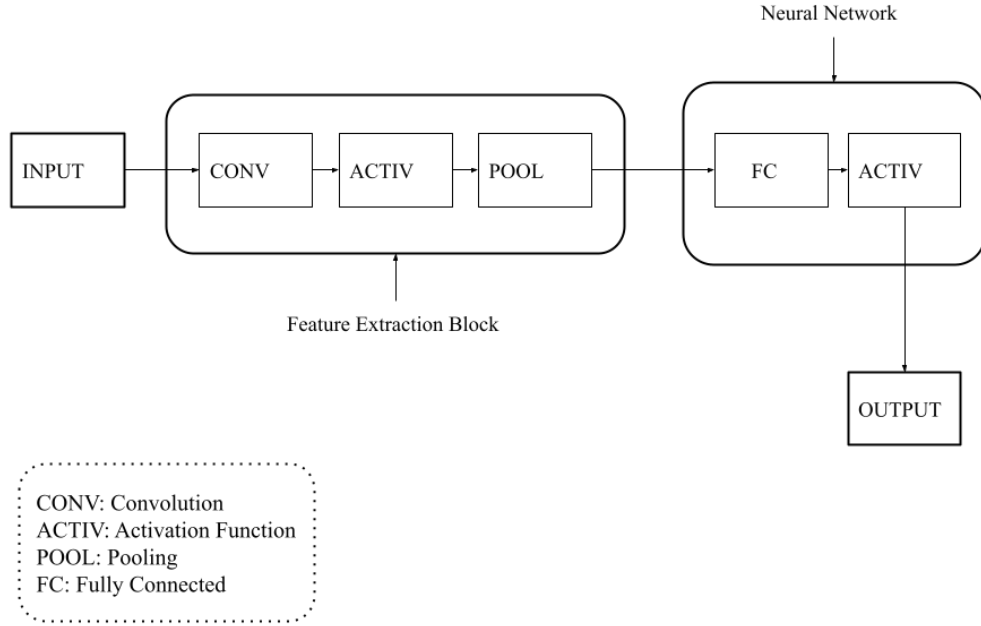 Neural Network
INPUT
CONV
ACTIV
POOL
FC
ACTIV
Feature Extraction Block
OUTPUT
CONV: Convolution
ACTIV: Activation Function
POOL: Pooling
FC: Fully Connected